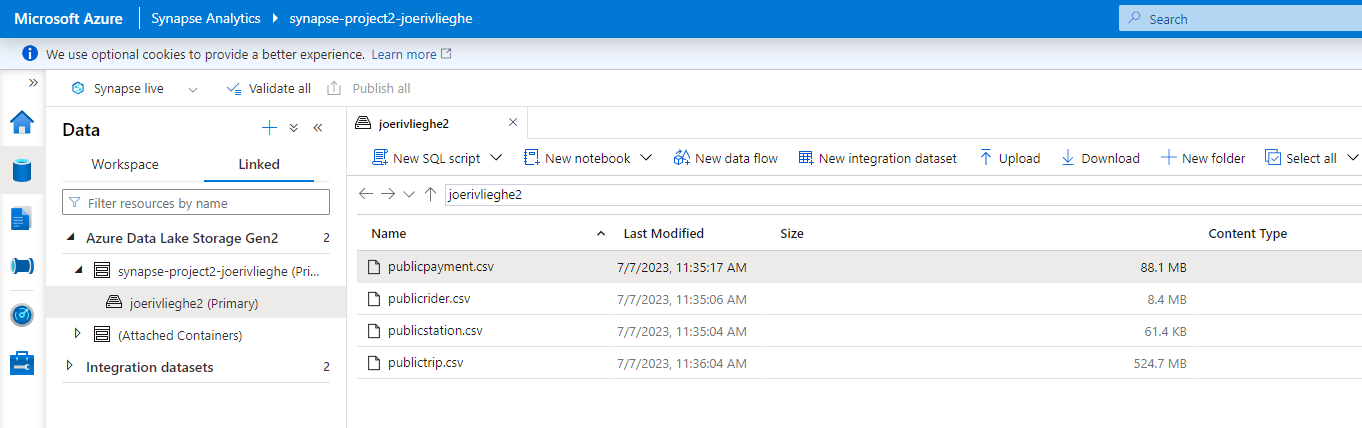 Microsoft Azure Synapse Analytics synapse-project2-joerivlieghe Search
We use optional cookies to provide a better experience. Learn more
Synapse live Validate all Publish all
Data
Workspace Linked
Filter resources by name
Azure Data Lake Storage Gen2 2
synapse-project2-joerivlieghe (Pri...
joerivlieghe2 (Primary)
(Attached Containers)
Integration datasets 2
joerivlieghe2
New SQL script New notebook New data flow New integration dataset Upload Download New folder Select all
joerivlieghe2
Name Last Modified Size Content Type
publicpayment.csv 7/7/2023, 11:35:17 AM 88.1 MB
publicrider.csv 7/7/2023, 11:35:06 AM 8.4 MB
publicstation.csv 7/7/2023, 11:35:04 AM 61.4 KB
publictrip.csv 7/7/2023, 11:36:04 AM 524.7 MB